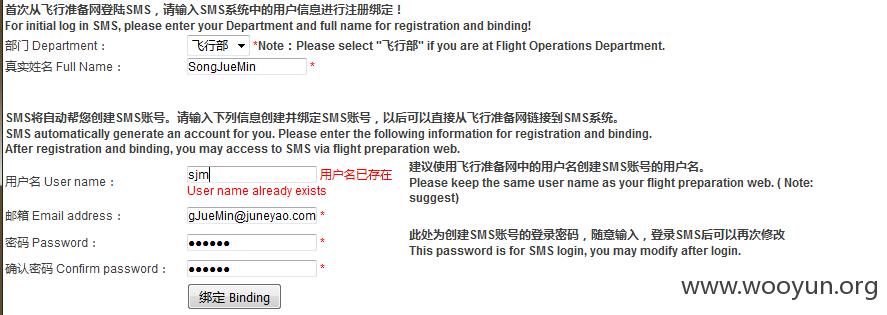 首次从飞行准备网登陆SMS，请输入SMS系统中的用户信息进行注册绑定！
For initial log in SMS, please enter your Department and full name for registration and binding!
部门 Department： 飞行部 *Note：Please select "飞行部" if you are at Flight Operations Department.
真实姓名 Full Name： SongJueMin *
SMS将自动帮您创建SMS账号。请输入下列信息创建并绑定SMS账号，以后可以直接从飞行准备网链接到SMS系统。
SMS automatically generate an account for you. Please enter the following information for registration and binding.
After registration and binding, you may access to SMS via flight preparation web.
用户名 User name： sjm 用户名已存在
User name already exists
建议使用飞行准备网中的用户名创建SMS账号的用户名。
Please keep the same user name as your flight preparation web. ( Note:
suggest)
邮箱 Email address： gJueMin@juneyao.com *
密码 Password： ●●●●●● *
此处为创建SMS账号的登录密码，随意输入，登录SMS后可以再次修改
This password is for SMS login, you may modify after login.
确认密码 Confirm password： ●●●●●● *
绑定 Binding
www.wooyun.org